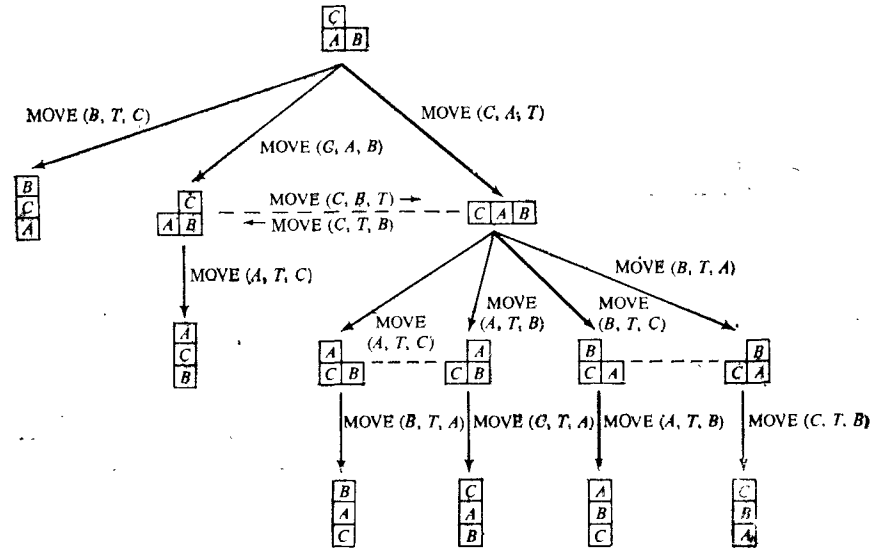 C
A B
MOVE (B, T, C)
MOVE (C, A, T)
MOVE (C, A, B)
B
C
A
C
A B
MOVE (C, B, T)
MOVE (C, T, B)
C A B
MOVE (A, T, C)
MOVE (B, T, A)
MOVE
(A, T, C)
MOVE
(A, T, B)
MOVE
(B, T, C)
A
C
B
A
C B
A
C B
B
C A
B
C A
MOVE (B, T, A)
MOVE (C, T, A)
MOVE (A, T, B)
MOVE (C, T, B)
B
A
C
C
A
B
A
B
C
C
B
A